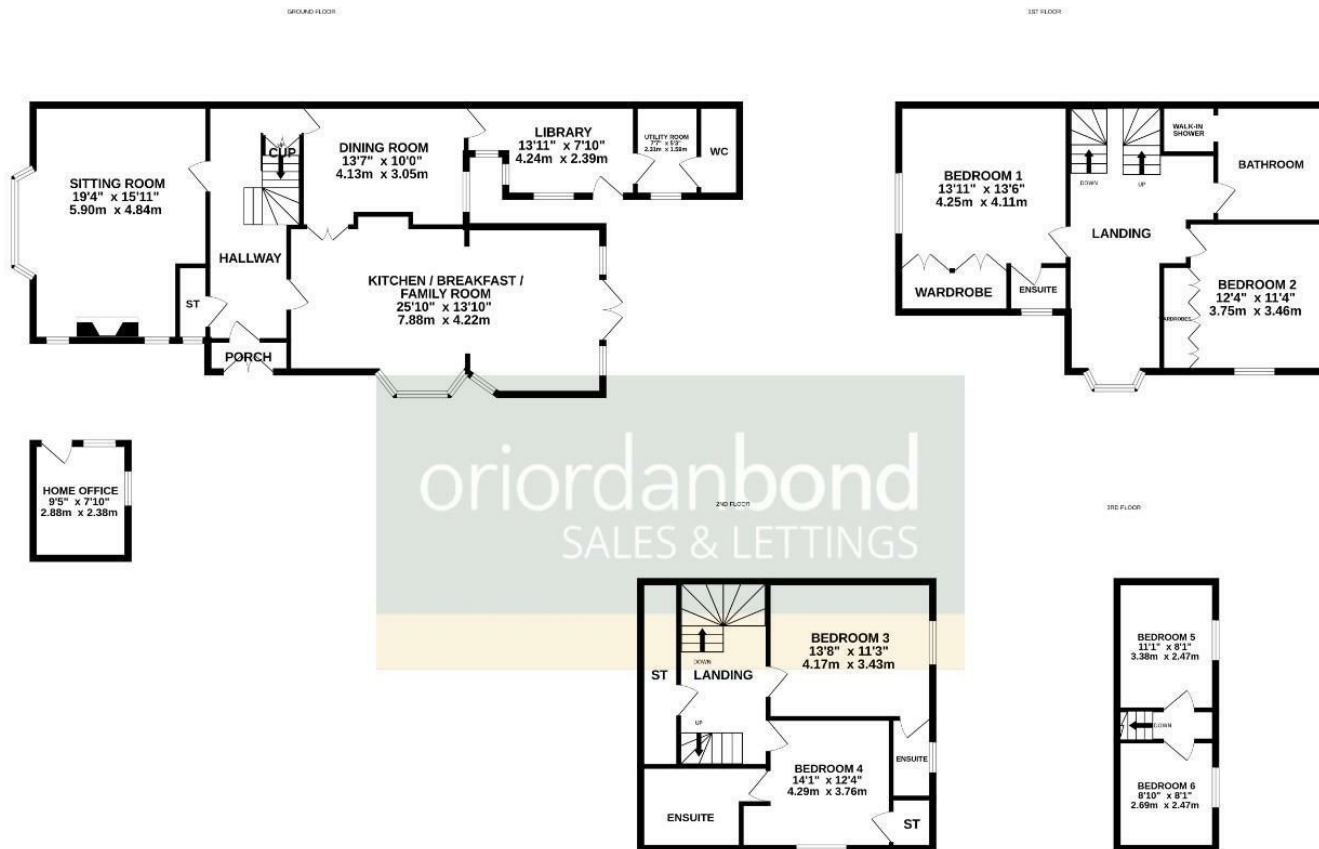 GROUND FLOOR
SITTING ROOM
19'4" x 15'11"
5.90m x 4.84m
CUP
HALLWAY
ST
PORCH
DINING ROOM
13'7" x 10'0"
4.13m x 3.05m
LIBRARY
13'11" x 7'10"
4.24m x 2.39m
UTILITY ROOM
7'7" x 5'3"
WC
KITCHEN / BREAKFAST /
FAMILY ROOM
25'10" x 13'10"
7.88m x 4.22m
HOME OFFICE
9'5" x 7'10"
2.88m x 2.38m
1ST FLOOR
BEDROOM 1
13'11" x 13'6"
4.25m x 4.11m
WARDROBE
ENSUITE
DOWN
UP
LANDING
WALK-IN
SHOWER
BATHROOM
BEDROOM 2
12'4" x 11'4"
3.75m x 3.46m
oriordanbond
SALES & LETTINGS
2ND FLOOR
ST
DOWN
LANDING
UP
BEDROOM 3
13'8" x 11'3"
4.17m x 3.43m
ENSUITE
BEDROOM 4
14'1" x 12'4"
4.29m x 3.76m
ENSUITE
ST
3RD FLOOR
BEDROOM 5
11'1" x 8'1"
3.38m x 2.47m
DOWN
BEDROOM 6
8'10" x 8'1"
2.69m x 2.47m